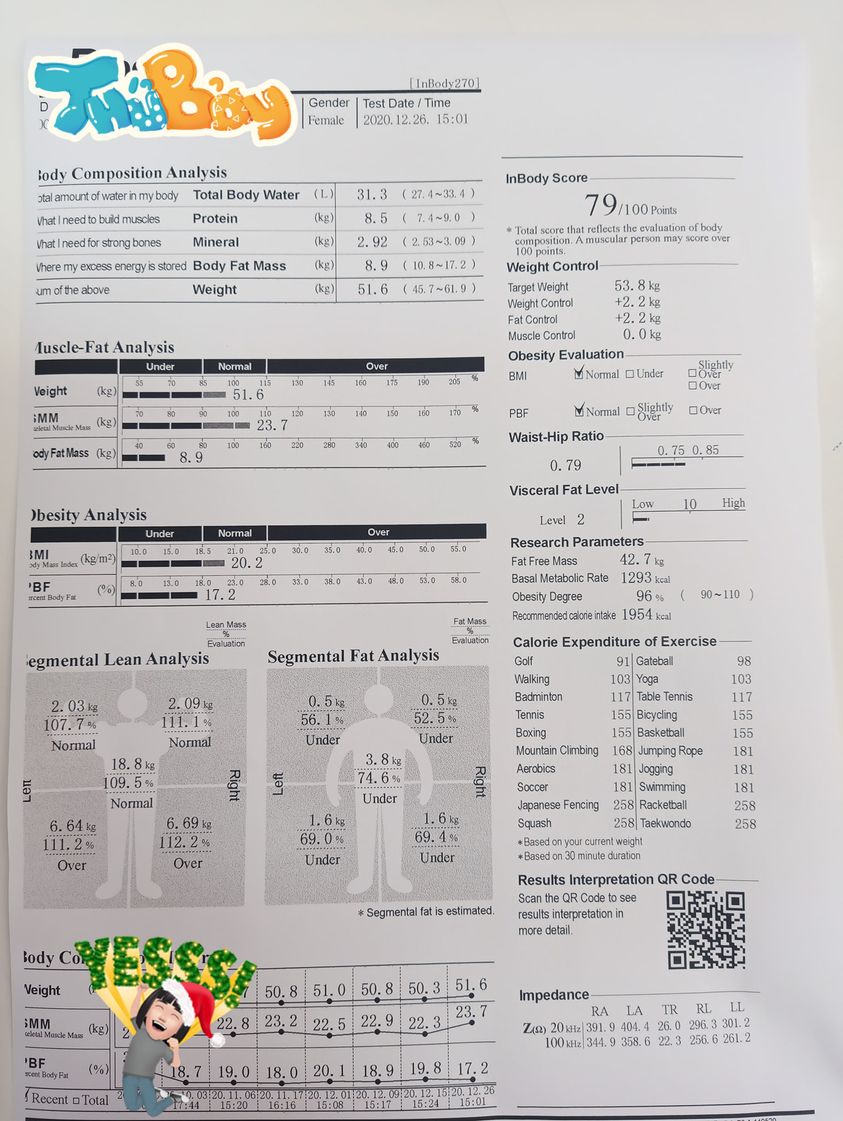 ThúBoy
[InBody270]
Gender
Female
Test Date / Time
2020.12.26. 15:01
Body Composition Analysis
Total amount of water in my body Total Body Water (L) 31.3 ( 27.4~33.4 )
What I need to build muscles Protein (kg) 8.5 ( 7.4~9.0 )
What I need for strong bones Mineral (kg) 2.92 ( 2.53~3.09 )
Where my excess energy is stored Body Fat Mass (kg) 8.9 ( 10.8~17.2 )
Sum of the above Weight (kg) 51.6 ( 45.7~61.9 )
Muscle-Fat Analysis
Under Normal Over
Weight (kg) 55 70 85 100 115 130 145 160 175 190 205 %
51.6
SMM (kg) 70 80 90 100 110 120 130 140 150 160 170 %
Skeletal Muscle Mass 23.7
Body Fat Mass (kg) 40 60 80 100 160 220 280 340 400 460 520 %
8.9
Obesity Analysis
Under Normal Over
BMI (kg/m²) 10.0 15.0 18.5 21.0 25.0 30.0 35.0 40.0 45.0 50.0 55.0
Body Mass Index 20.2
PBF (%) 8.0 13.0 18.0 23.0 28.0 33.0 38.0 43.0 48.0 53.0 58.0
Percent Body Fat 17.2
Lean Mass
%
Evaluation
Segmental Lean Analysis
2.03 kg 2.09 kg
107.7 % 111.1 %
Normal Normal
18.8 kg
109.5 %
Normal
Left Right
6.64 kg 6.69 kg
111.2 % 112.2 %
Over Over
Fat Mass
%
Evaluation
Segmental Fat Analysis
0.5 kg 0.5 kg
56.1 % 52.5 %
Under Under
3.8 kg
74.6 %
Under
Left Right
1.6 kg 1.6 kg
69.0 % 69.4 %
Under Under
* Segmental fat is estimated.
YESSS!
Weight 50.8 51.0 50.8 50.3 51.6
SMM (kg) 22.8 23.2 22.5 22.9 22.3 23.7
Skeletal Muscle Mass
PBF (%) 18.7 19.0 18.0 20.1 18.9 19.8 17.2
Percent Body Fat
Recent Total 20.11.06 20.11.17 20.12.01 20.12.09 20.12.15 20.12.26
17:44 15:20 16:16 15:08 15:17 15:24 15:01
InBody Score
79/100 Points
* Total score that reflects the evaluation of body
composition. A muscular person may score over
100 points.
Weight Control
Target Weight 53.8 kg
Weight Control +2.2 kg
Fat Control +2.2 kg
Muscle Control 0.0 kg
Obesity Evaluation
BMI Normal Under Slightly Over Over
PBF Normal Slightly Over Over
Waist-Hip Ratio
0.79 0.75 0.85
Visceral Fat Level
Level 2 Low 10 High
Research Parameters
Fat Free Mass 42.7 kg
Basal Metabolic Rate 1293 kcal
Obesity Degree 96 % ( 90~110 )
Recommended calorie intake 1954 kcal
Calorie Expenditure of Exercise
Golf 91 Gateball 98
Walking 103 Yoga 103
Badminton 117 Table Tennis 117
Tennis 155 Bicycling 155
Boxing 155 Basketball 155
Mountain Climbing 168 Jumping Rope 181
Aerobics 181 Jogging 181
Soccer 181 Swimming 181
Japanese Fencing 258 Racketball 258
Squash 258 Taekwondo 258
* Based on your current weight
* Based on 30 minute duration
Results Interpretation QR Code
Scan the QR Code to see
results interpretation in
more detail.
Impedance
RA LA TR RL LL
Z(Ω) 20 kHz 391.9 404.4 26.0 296.3 301.2
100 kHz 344.9 358.6 22.3 256.6 261.2